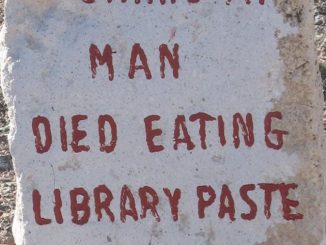 MAN
DIED EATING
LIBRARY PASTE